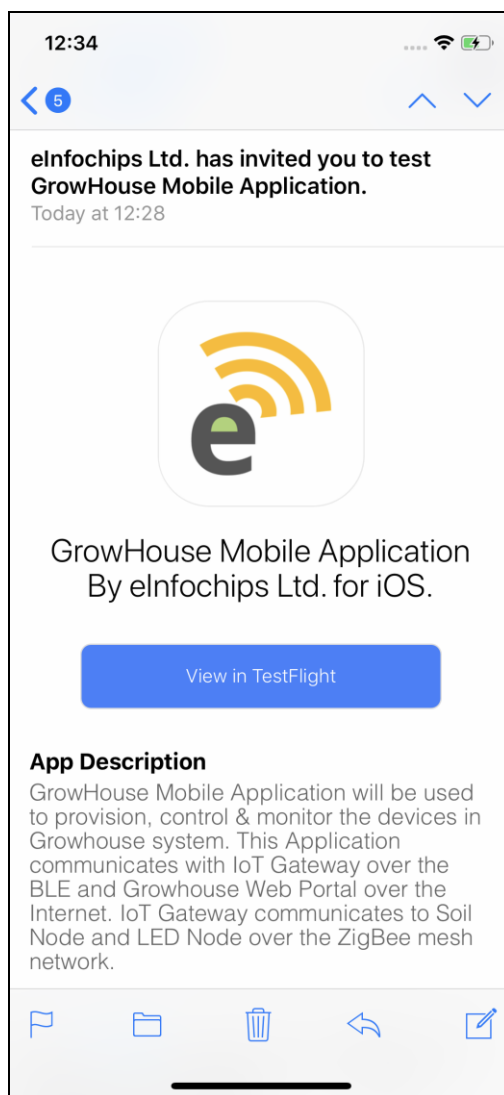 12:34
5
eInfochips Ltd. has invited you to test
GrowHouse Mobile Application.
Today at 12:28
e
GrowHouse Mobile Application
By eInfochips Ltd. for iOS.
View in TestFlight
App Description
GrowHouse Mobile Application will be used
to provision, control & monitor the devices in
Growhouse system. This Application
communicates with IoT Gateway over the
BLE and Growhouse Web Portal over the
Internet. IoT Gateway communicates to Soil
Node and LED Node over the ZigBee mesh
network.